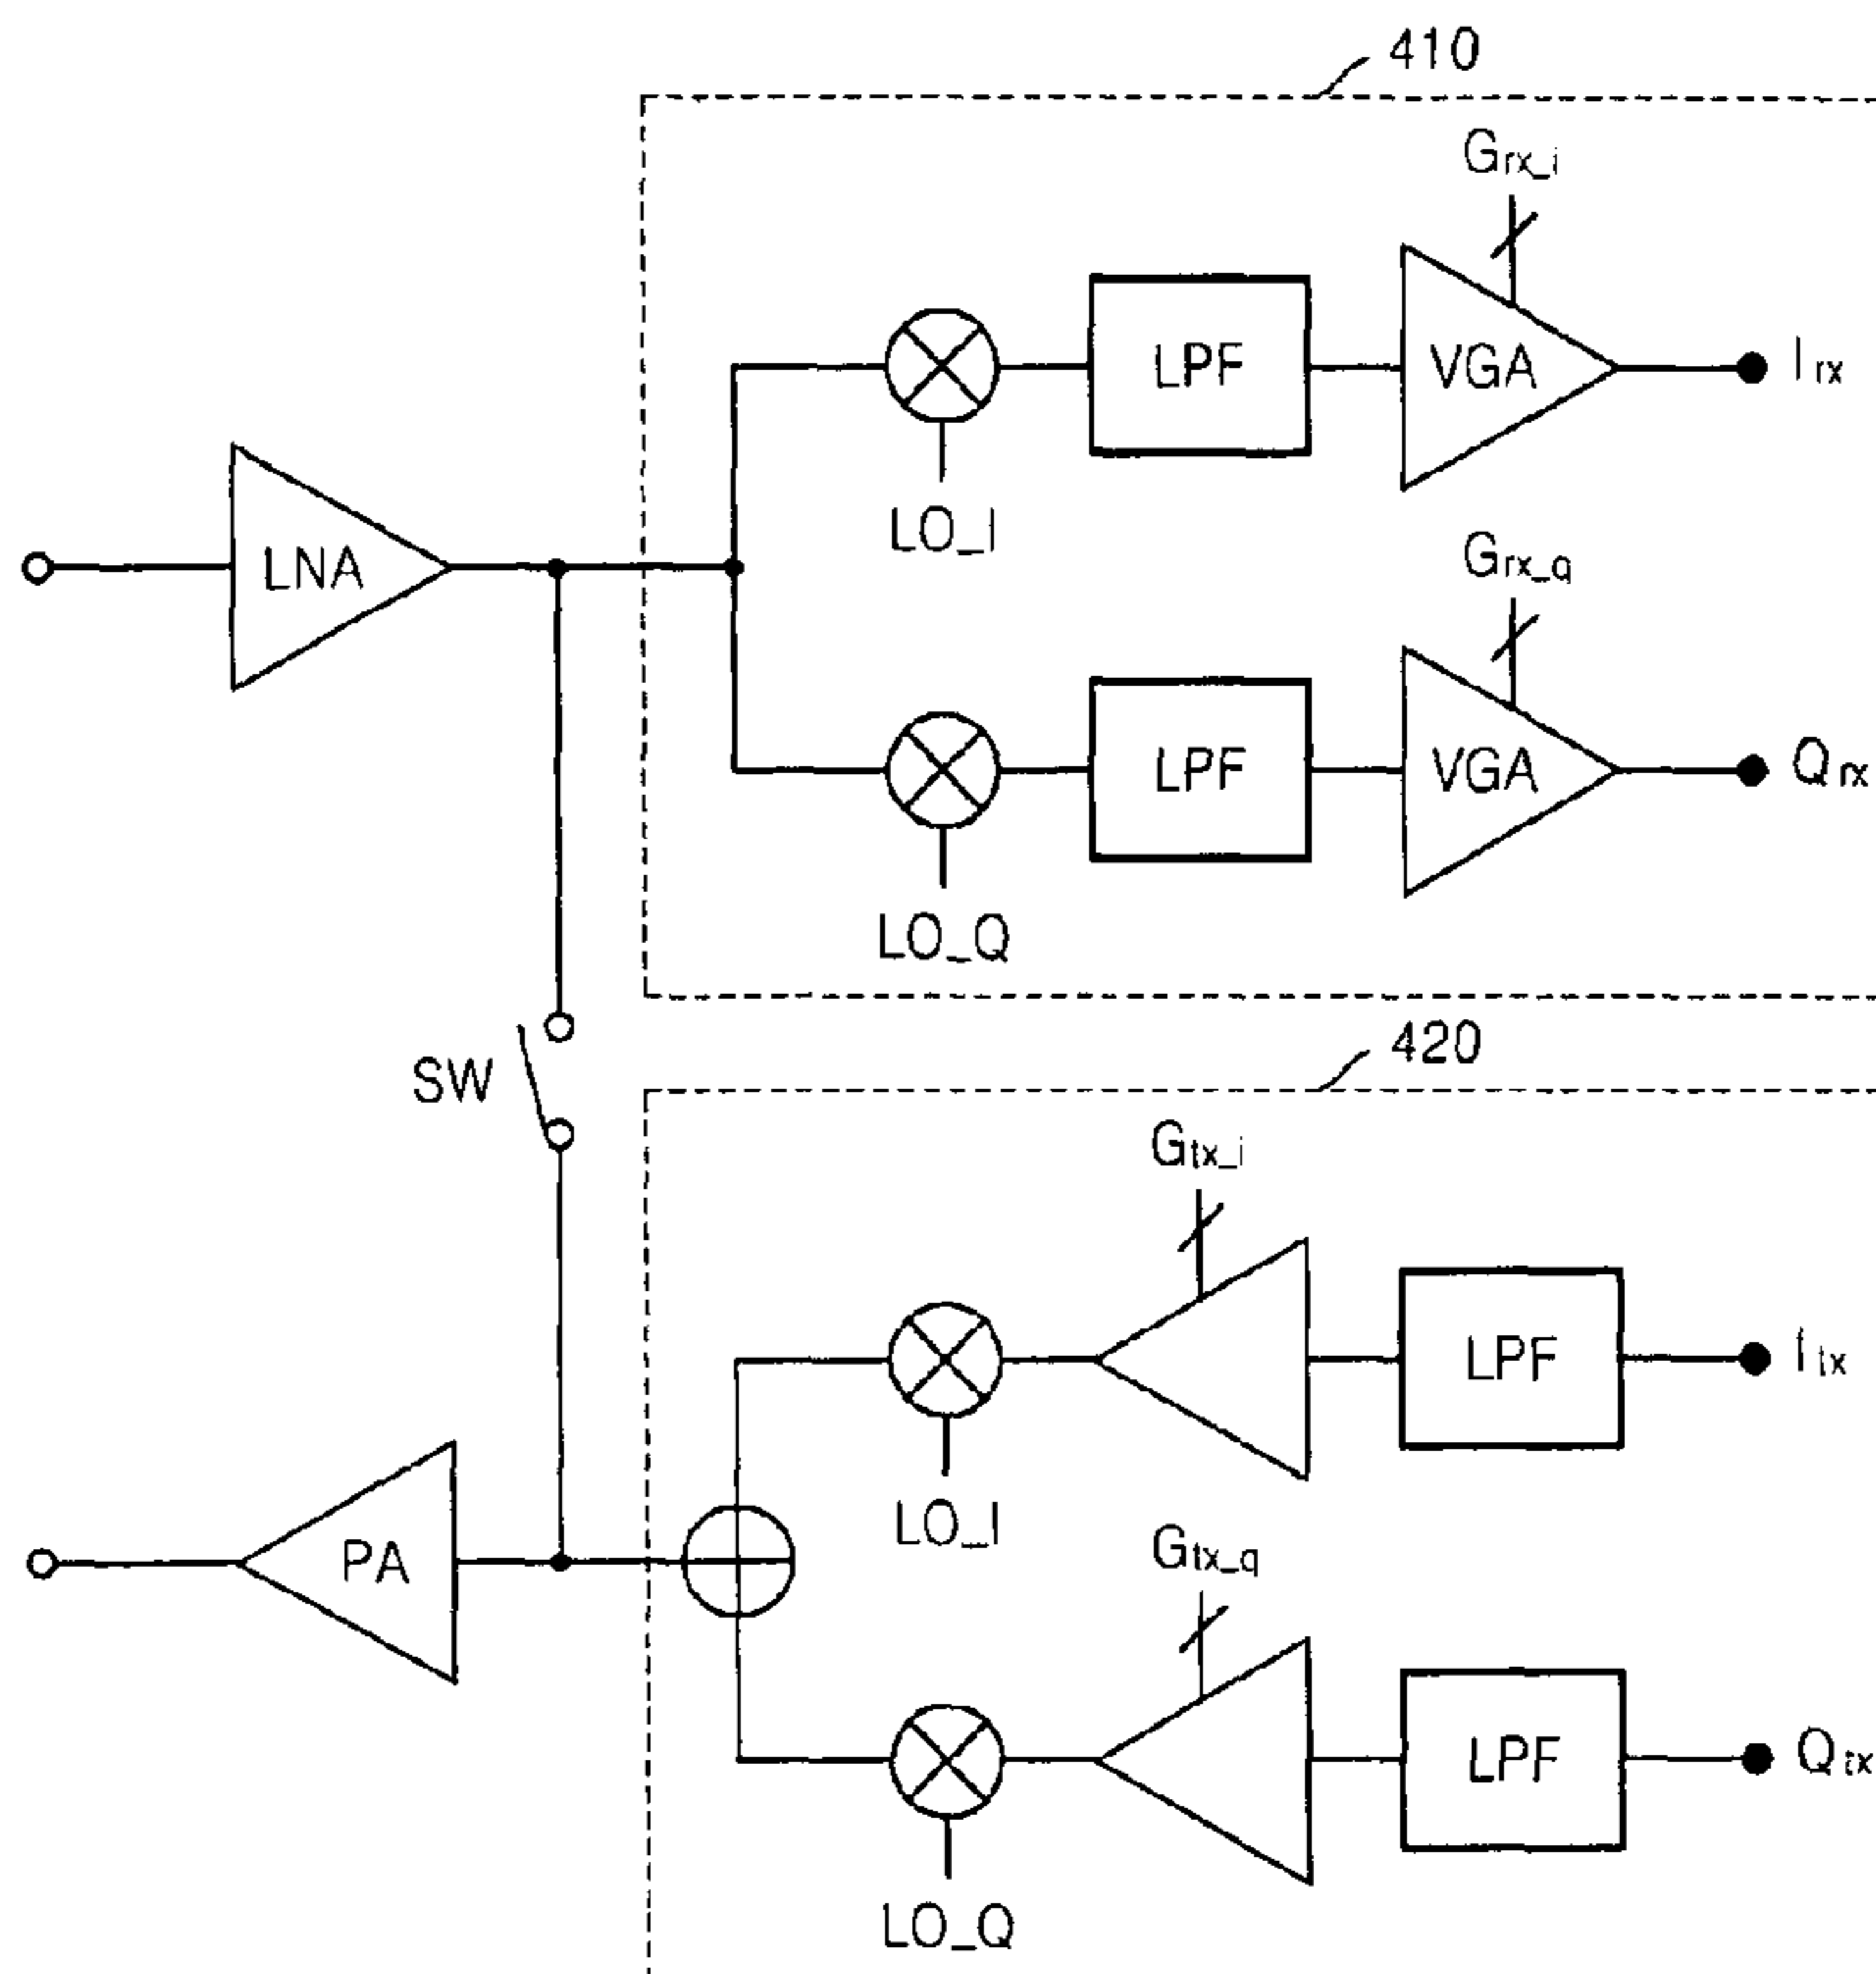 410
Grx_i
LPF
VGA
Irx
LNA
LO_I
Grx_q
LPF
VGA
Qrx
LO_Q
420
SW
Gtx_i
LPF
Itx
LO_I
PA
Gtx_q
LPF
Qtx
LO_Q